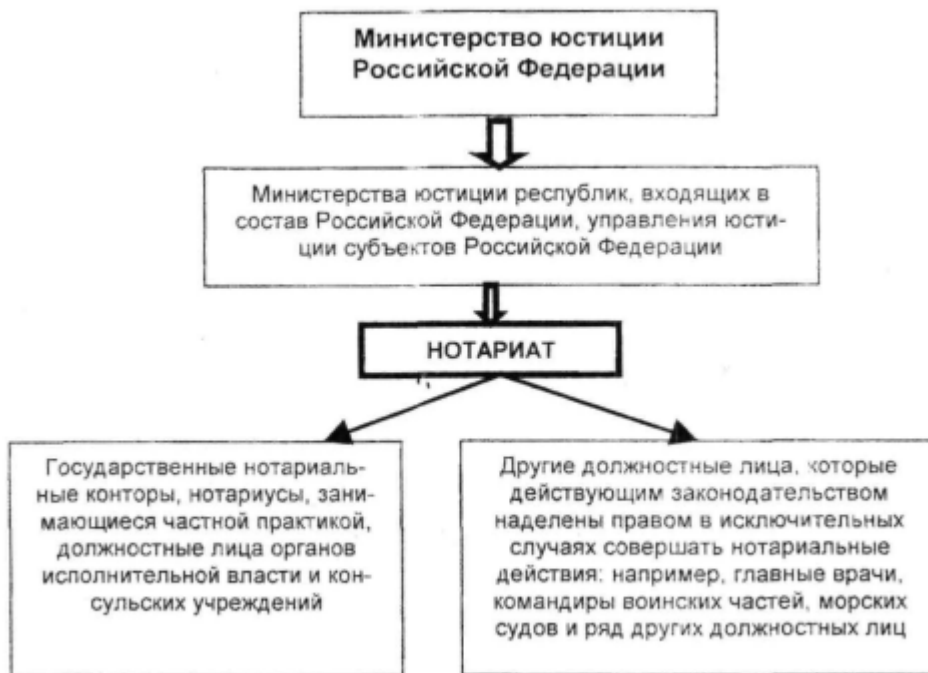 Министерство юстиции
Российской Федерации
Министерства юстиции республик, входящих в
состав Российской Федерации, управления юсти-
ции субъектов Российской Федерации
НОТАРИАТ
Государственные нотариаль-
ные конторы, нотариусы, зани-
мающиеся частной практикой,
должностные лица органов
исполнительной власти и кон-
сульских учреждений
Другие должностные лица, которые
действующим законодательством
наделены правом в исключительных
случаях совершать нотариальные
действия: например, главные врачи,
командиры воинских частей, морских
судов и ряд других должностных лиц